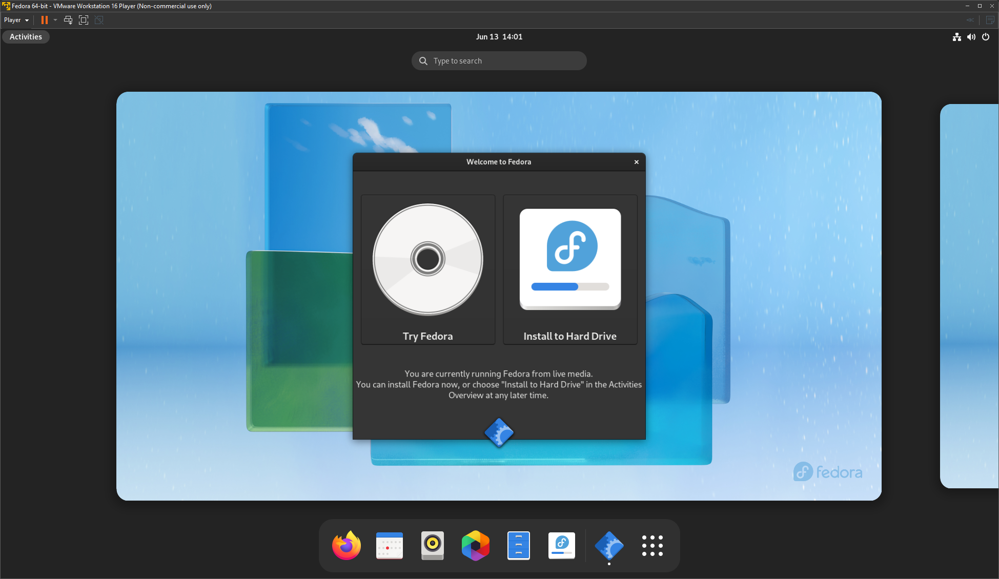 Fedora 64-bit - VMware Workstation 16 Player (Non-commercial use only)
Player
Activities
Jun 13 14:01
Type to search
Welcome to Fedora
Try Fedora
Install to Hard Drive
You are currently running Fedora from live media.
You can install Fedora now, or choose "Install to Hard Drive" in the Activities
Overview at any later time.
fedora